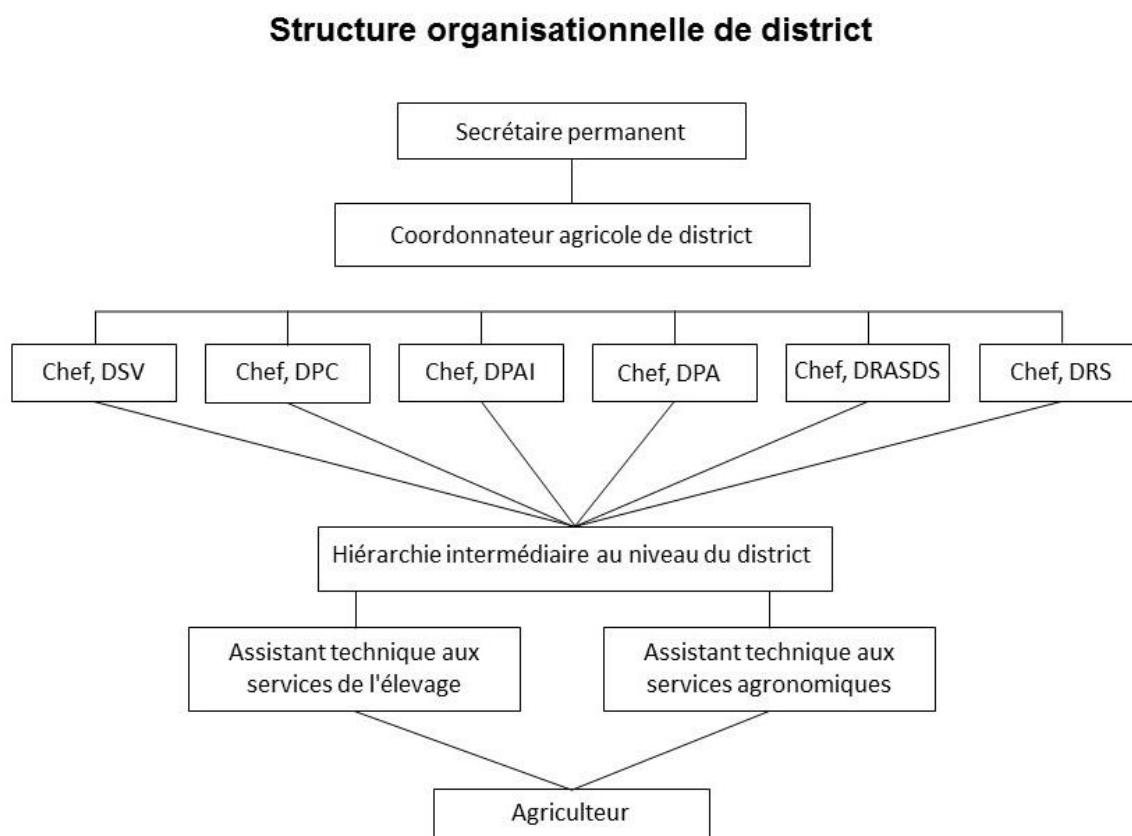 Structure organisationnelle de district
Secrétaire permanent
Coordonnateur agricole de district
Chef, DSV
Chef, DPC
Chef, DPAI
Chef, DPA
Chef, DRASDS
Chef, DRS
Hiérarchie intermédiaire au niveau du district
Assistant technique aux
services de l'élevage
Assistant technique aux
services agronomiques
Agriculteur